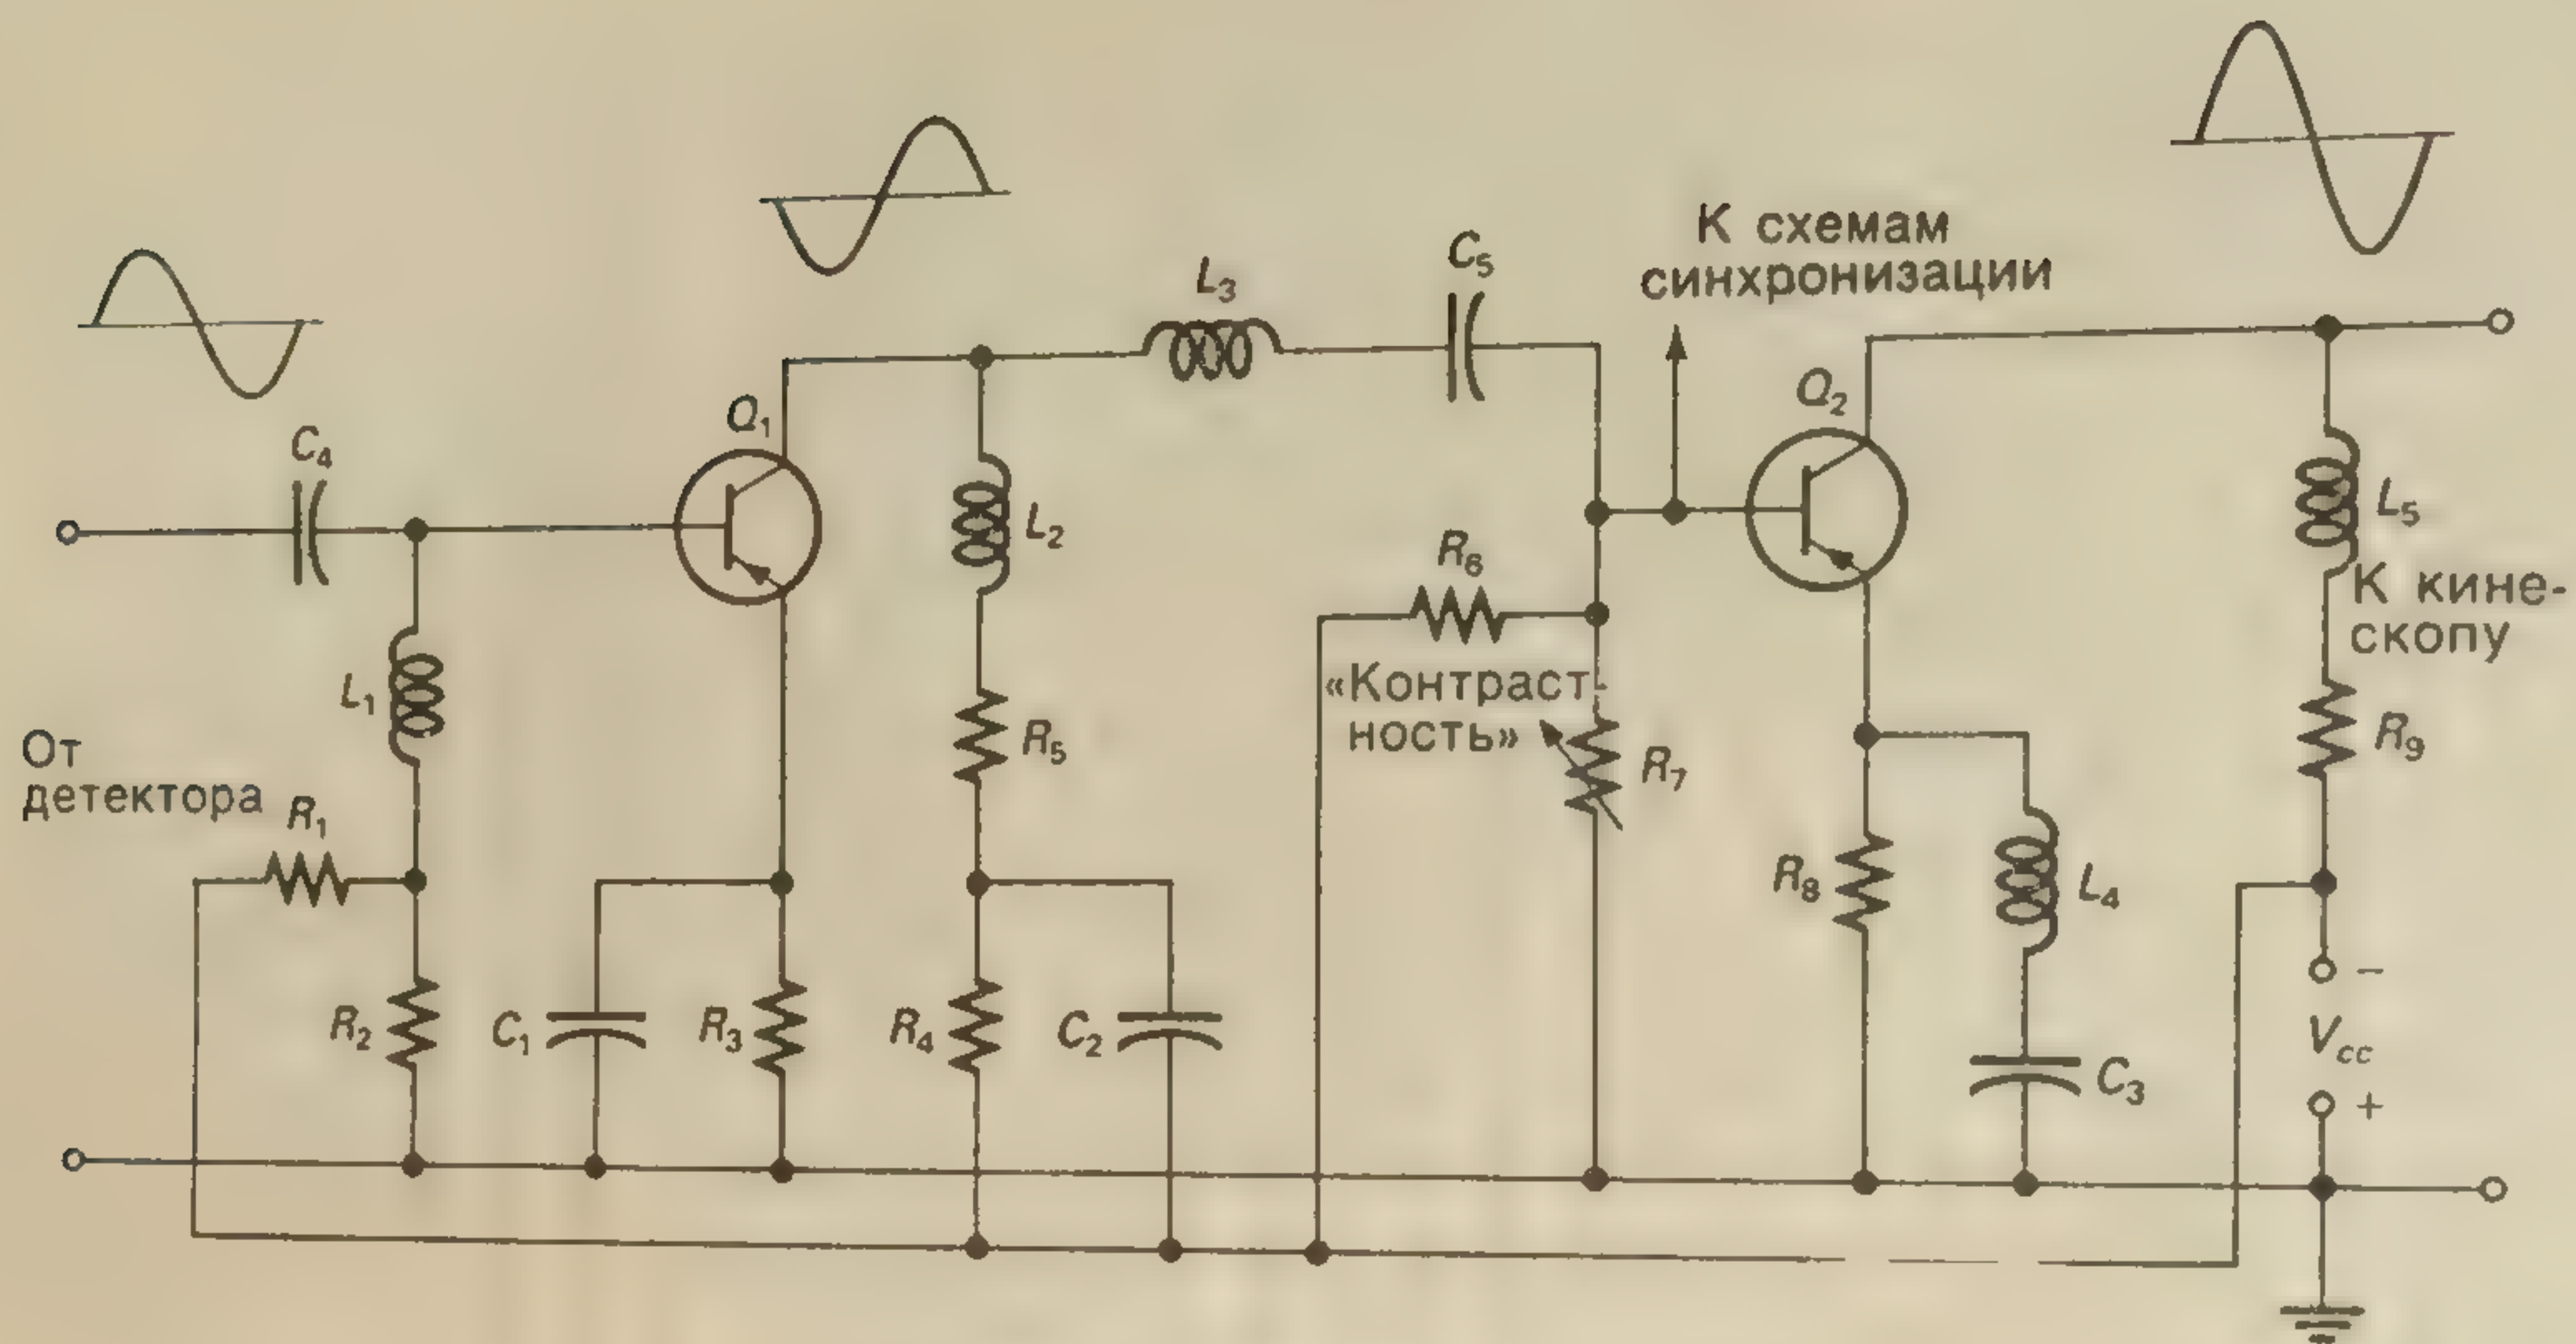 К схемам
синхронизации
C₅
L₃
Q₁
Q₂
C₄
L₂
L₅
R₆
К кине-
скопу
L₁
«Контраст-
ность»
R₅
R₇
R₉
От
детектора
R₁
R₈
L₄
R₂
C₁
R₃
R₄
C₂
−
V_cc
C₃
+